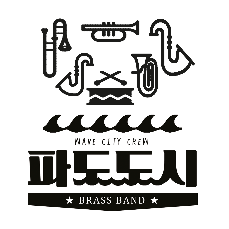 WAVE CITY CREW
파도도시
★ BRASS BAND ★